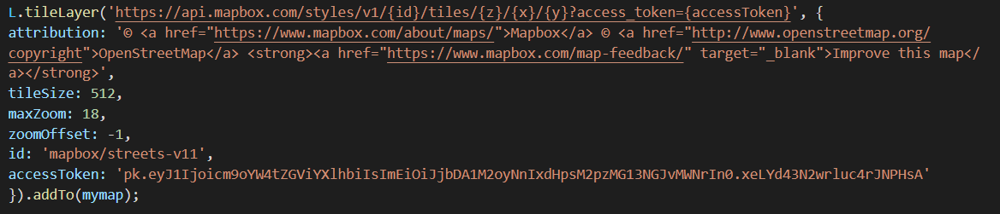 L.tileLayer('https://api.mapbox.com/styles/v1/{id}/tiles/{z}/{x}/{y}?access_token={accessToken}', {
attribution: '© <a href="https://www.mapbox.com/about/maps/">Mapbox</a> © <a href="http://www.openstreetmap.org/
copyright">OpenStreetMap</a> <strong><a href="https://www.mapbox.com/map-feedback/" target="_blank">Improve this map</
a></strong>',
tileSize: 512,
maxZoom: 18,
zoomOffset: -1,
id: 'mapbox/streets-v11',
accessToken: 'pk.eyJ1Ijoicm9oYW4tZGViYXlhbiIsImEiOiJjbDA1M2oyNnIxdHpsM2pzMG13NGJvMWNrIn0.xeLYd43N2wrluc4rJNPHsA'
}).addTo(mymap);